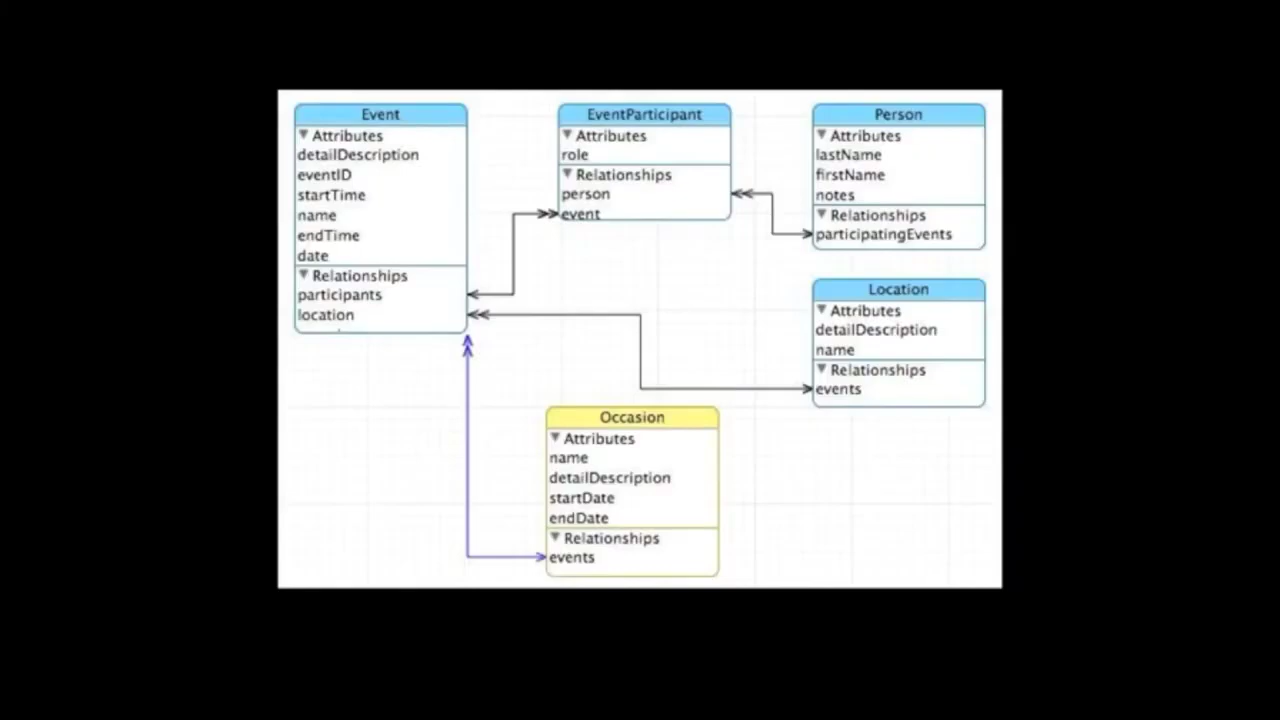 Event
Attributes
detailDescription
eventID
startTime
name
endTime
date
Relationships
participants
location
EventParticipant
Attributes
role
Relationships
person
event
Person
Attributes
lastName
firstName
notes
Relationships
participatingEvents
Location
Attributes
detailDescription
name
Relationships
events
Occasion
Attributes
name
detailDescription
startDate
endDate
Relationships
events